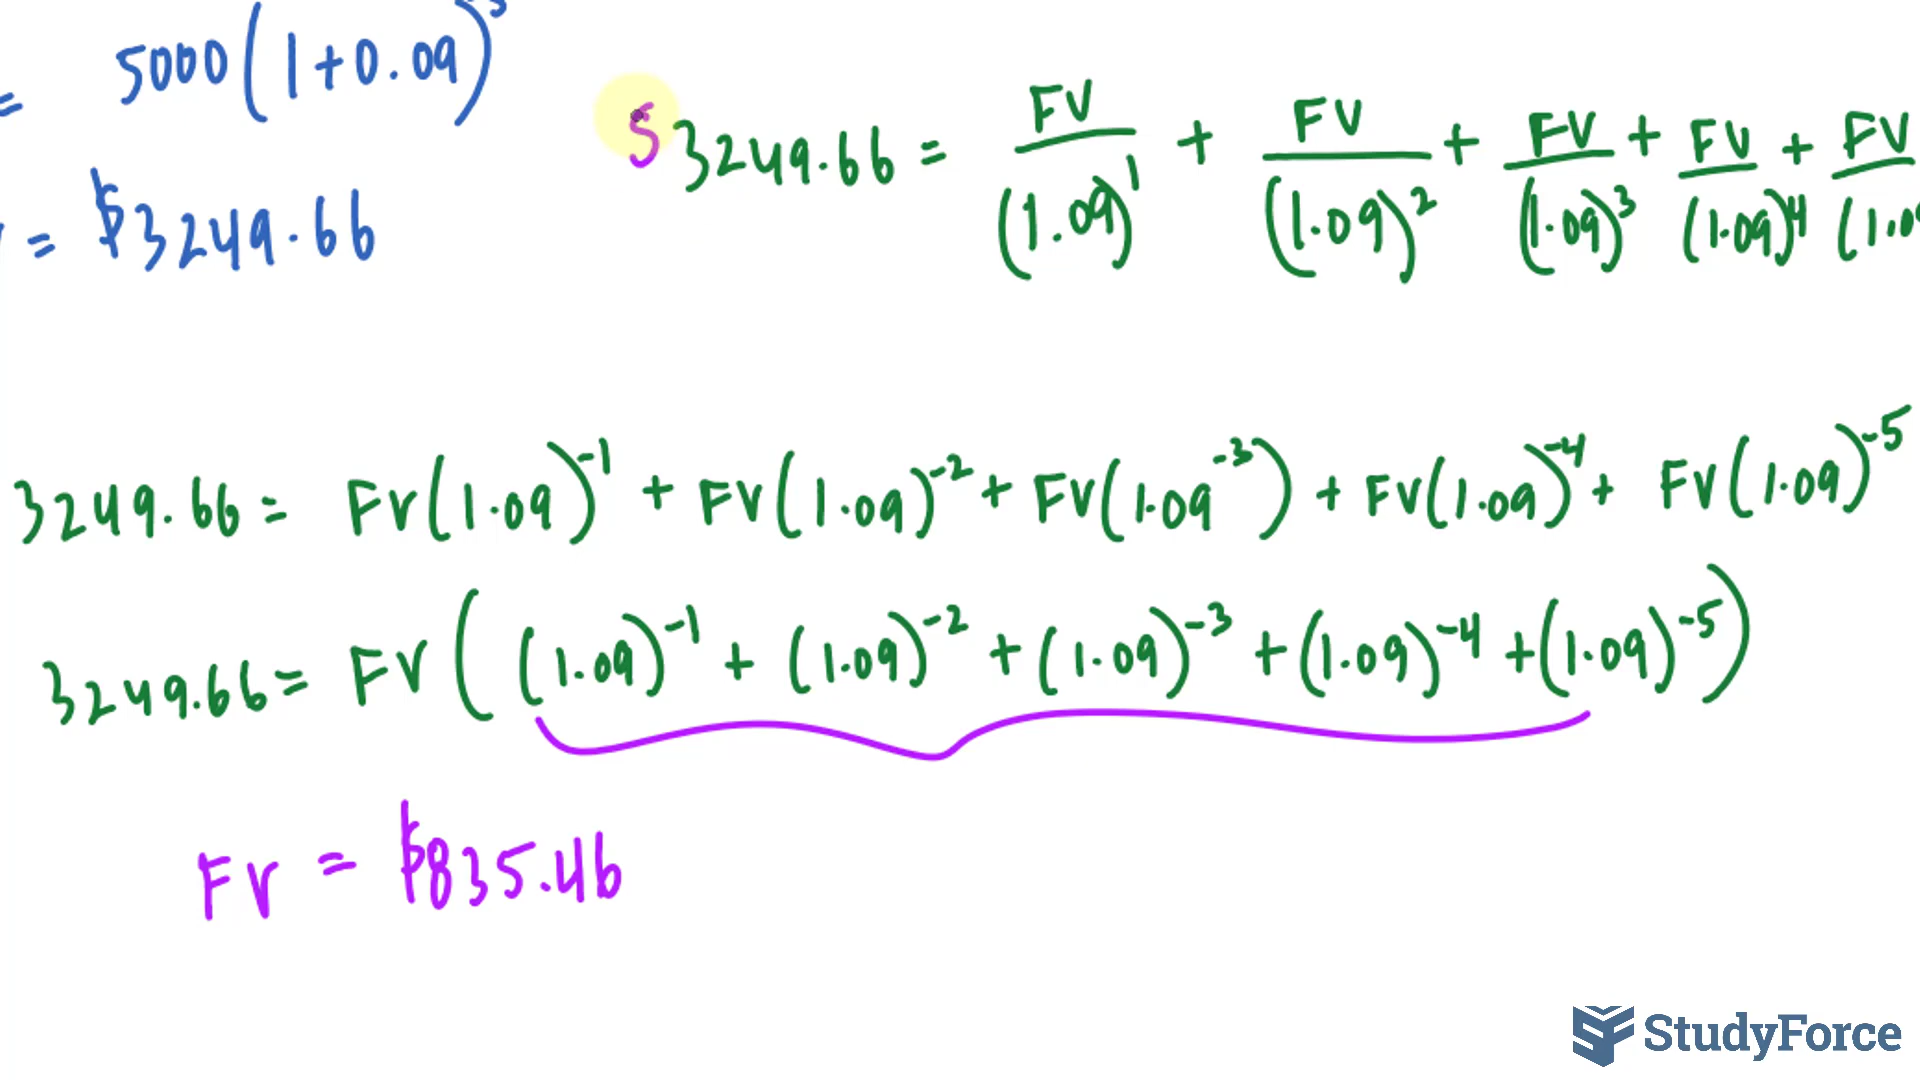 = 5000(1+0.09)
= $3249.66
$ 3249.66 = FV/(1.09)^1 + FV/(1.09)^2 + FV/(1.09)^3 + FV/(1.09)^4 + FV/(1.09
3249.66 = FV(1.09)^-1 + FV(1.09)^-2 + FV(1.09^-3) + FV(1.09)^-4 + FV(1.09)^-5
3249.66 = FV((1.09)^-1 + (1.09)^-2 + (1.09)^-3 + (1.09)^-4 + (1.09)^-5)
FV = $835.46
StudyForce